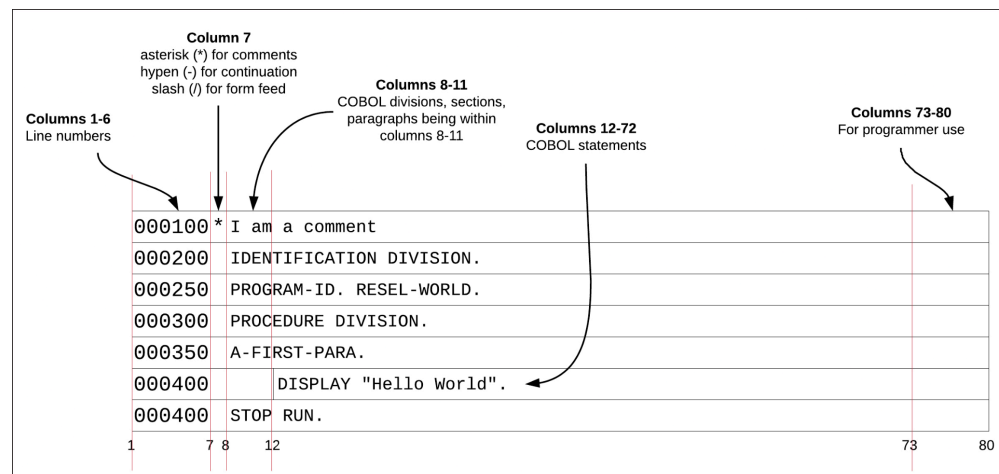 Column 7
asterisk (*) for comments
hypen (-) for continuation
slash (/) for form feed
Columns 8-11
COBOL divisions, sections,
paragraphs being within
columns 8-11
Columns 1-6
Line numbers
Columns 12-72
COBOL statements
Columns 73-80
For programmer use
000100 * I am a comment
000200 IDENTIFICATION DIVISION.
000250 PROGRAM-ID. RESEL-WORLD.
000300 PROCEDURE DIVISION.
000350 A-FIRST-PARA.
000400 DISPLAY "Hello World".
000400 STOP RUN.
1 7 8 12 73 80